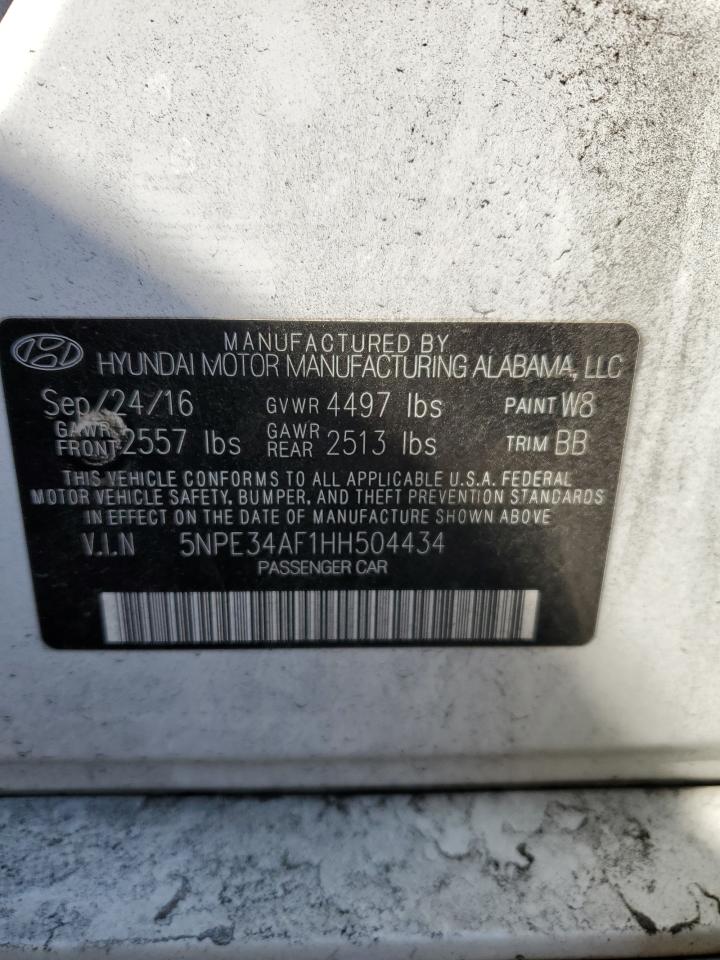 MANUFACTURED BY
HYUNDAI MOTOR MANUFACTURING ALABAMA, LLC
Sep/24/16 GVWR 4497 lbs PAINT W8
GAWR FRONT 2557 lbs GAWR REAR 2513 lbs TRIM BB
THIS VEHICLE CONFORMS TO ALL APPLICABLE U.S.A. FEDERAL
MOTOR VEHICLE SAFETY, BUMPER, AND THEFT PREVENTION STANDARDS
IN EFFECT ON THE DATE OF MANUFACTURE SHOWN ABOVE
V.I.N 5NPE34AF1HH504434
PASSENGER CAR